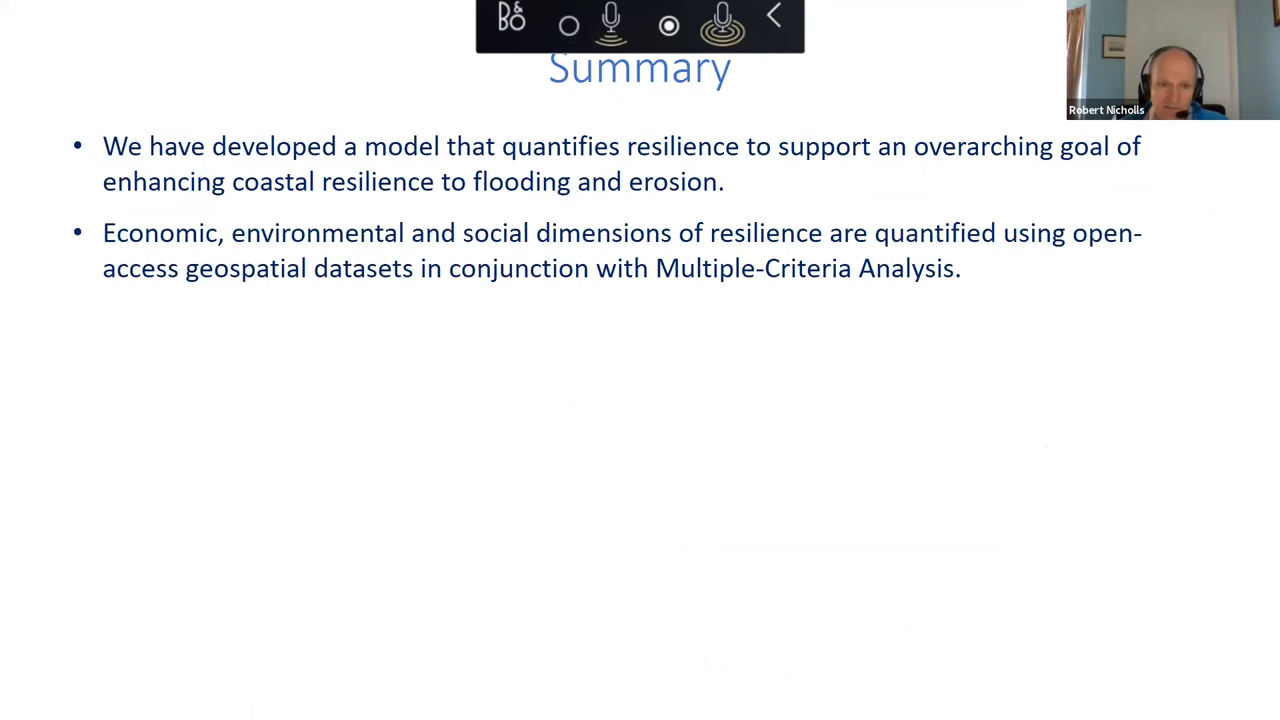 B&O
Summary
Robert Nicholls
• We have developed a model that quantifies resilience to support an overarching goal of
enhancing coastal resilience to flooding and erosion.
• Economic, environmental and social dimensions of resilience are quantified using open-
access geospatial datasets in conjunction with Multiple-Criteria Analysis.